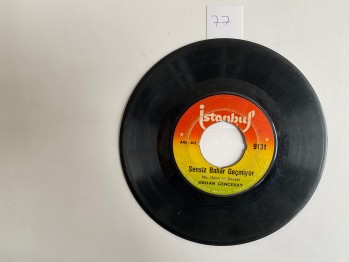 77
istanbul
9131
Sensiz Bahar Geçmiyor
ORHAN GENCEBAY